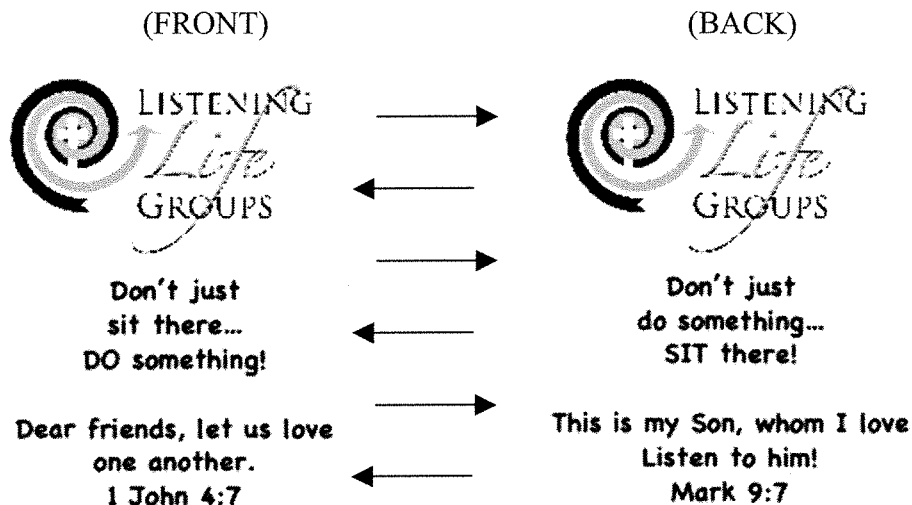 (FRONT)
LISTENING
Life
GROUPS
Don't just
sit there...
DO something!
Dear friends, let us love
one another.
1 John 4:7
(BACK)
LISTENING
Life
GROUPS
Don't just
do something...
SIT there!
This is my Son, whom I love
Listen to him!
Mark 9:7